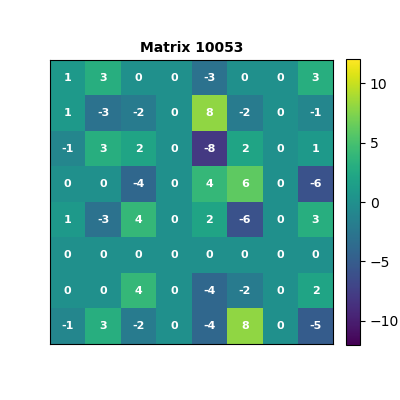 Matrix 10053
1 3 0 0 -3 0 0 3
1 -3 -2 0 8 -2 0 -1
-1 3 2 0 -8 2 0 1
0 0 -4 0 4 6 0 -6
1 -3 4 0 2 -6 0 3
0 0 0 0 0 0 0 0
0 0 4 0 -4 -2 0 2
-1 3 -2 0 -4 8 0 -5
10
5
0
−5
−10